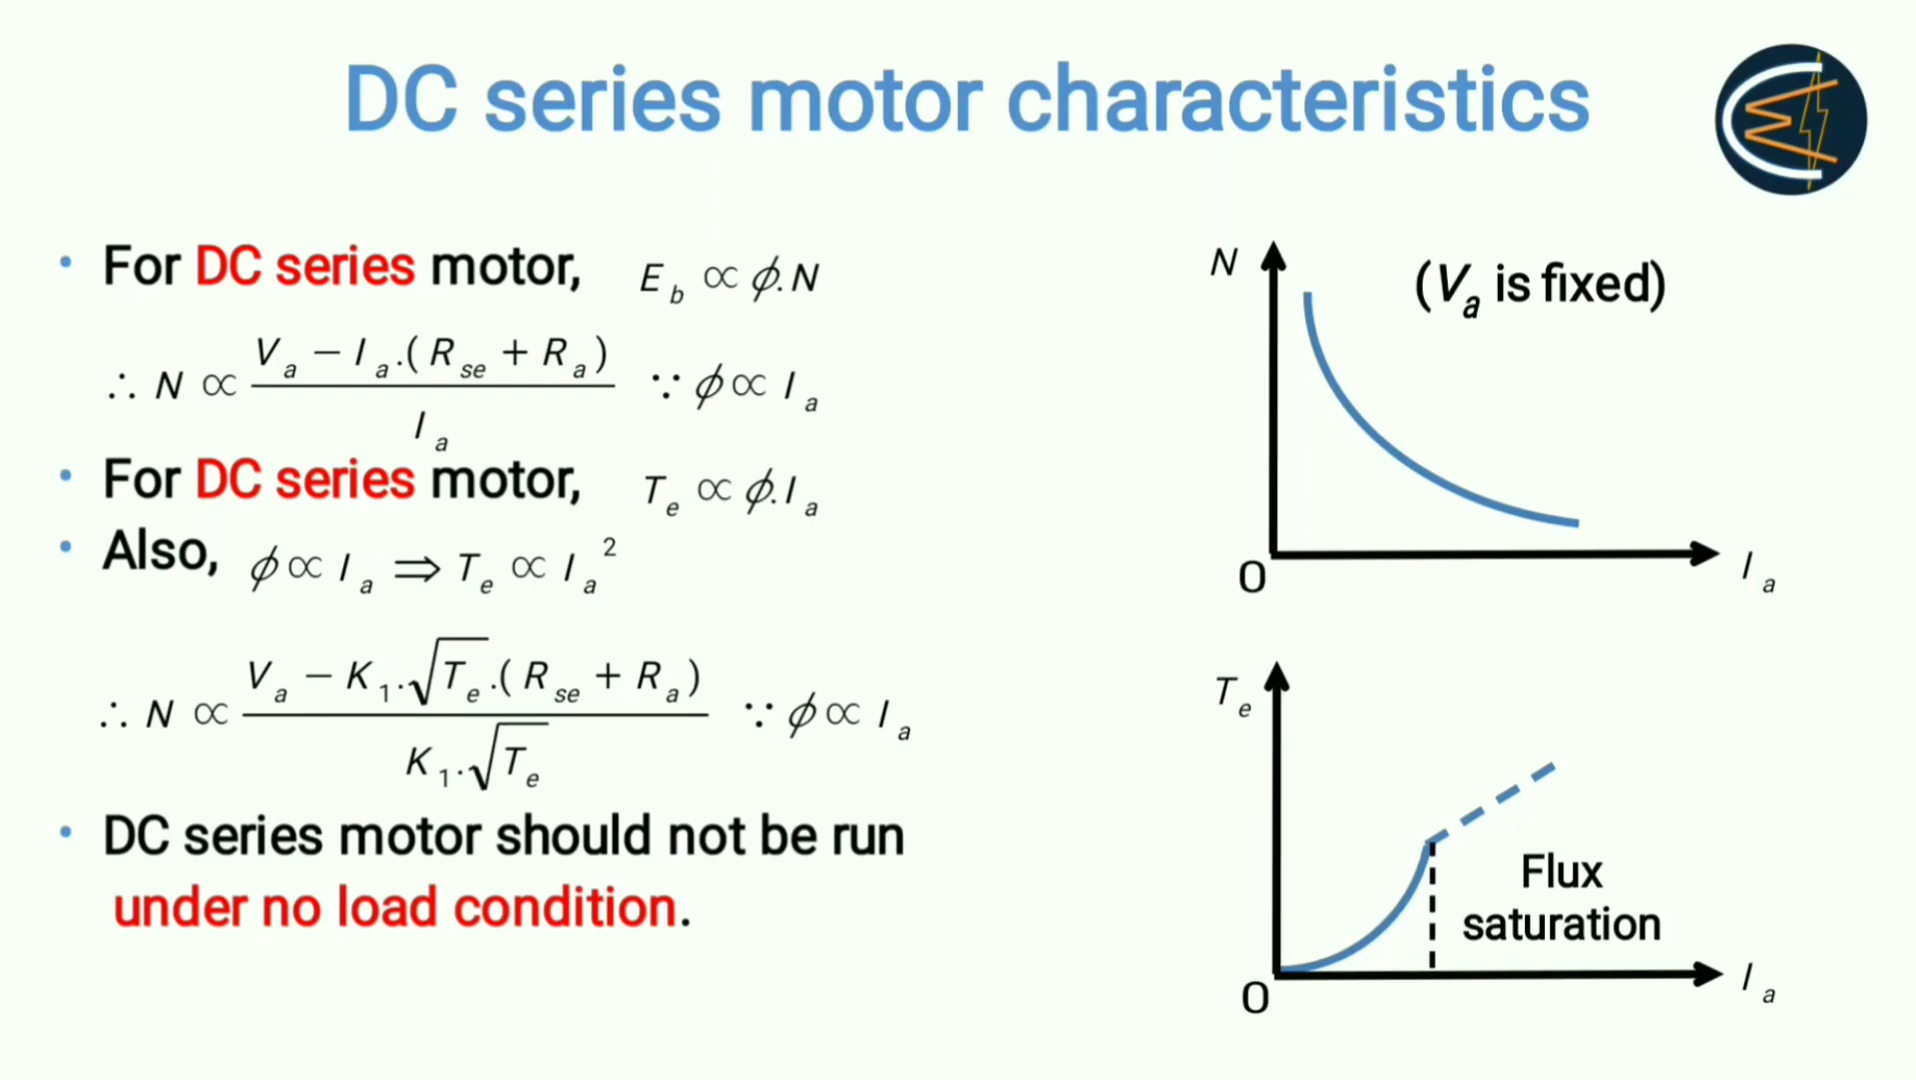 DC series motor characteristics
• For DC series motor, E_b ∝ ϕ.N
∴ N ∝ (V_a − I_a.(R_se + R_a)) / I_a ∵ ϕ ∝ I_a
• For DC series motor, T_e ∝ ϕ.I_a
• Also, ϕ ∝ I_a ⟹ T_e ∝ I_a^2
∴ N ∝ (V_a − K_1.√T_e.(R_se + R_a)) / (K_1.√T_e) ∵ ϕ ∝ I_a
• DC series motor should not be run
under no load condition.
N
(V_a is fixed)
0
I_a
T_e
Flux
saturation
0
I_a